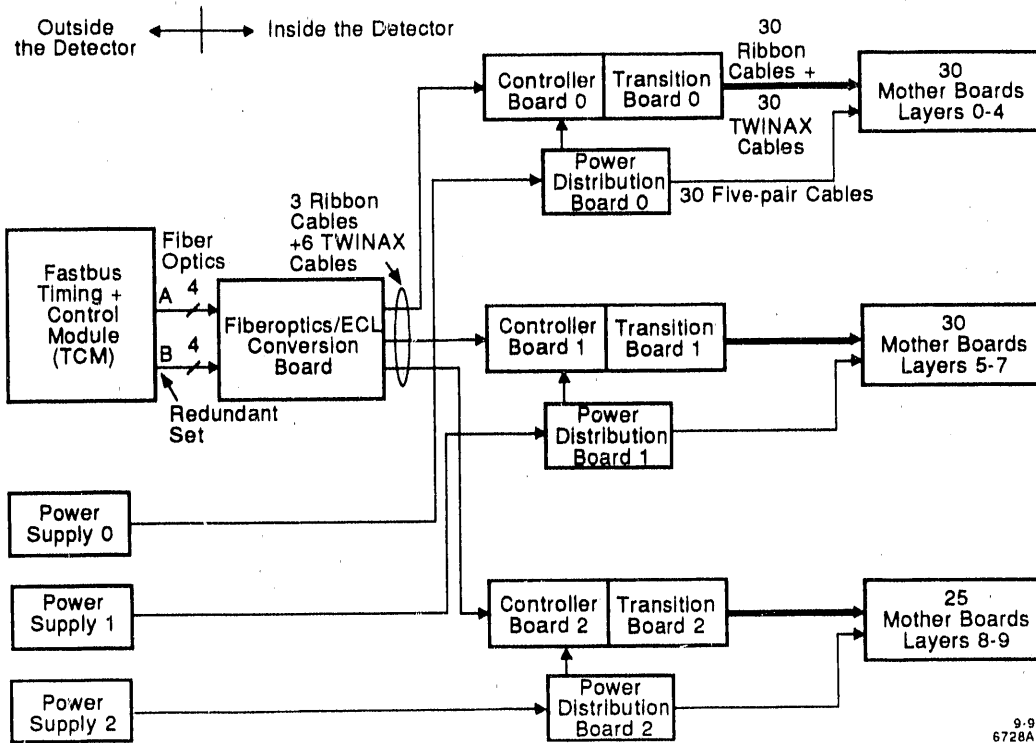 Outside
the Detector
Inside the Detector
30
Ribbon
Cables +
30
TWINAX
Cables
Controller
Board 0
Transition
Board 0
30
Mother Boards
Layers 0-4
Power
Distribution
Board 0
30 Five-pair Cables
3 Ribbon
Cables
+6 TWINAX
Cables
Fiber
Optics
Fastbus
Timing +
Control
Module
(TCM)
A 4
B 4
Redundant
Set
Fiberoptics/ECL
Conversion
Board
Controller
Board 1
Transition
Board 1
30
Mother Boards
Layers 5-7
Power
Distribution
Board 1
Power
Supply 0
Power
Supply 1
Controller
Board 2
Transition
Board 2
25
Mother Boards
Layers 8-9
Power
Supply 2
Power
Distribution
Board 2
9-9
6728A